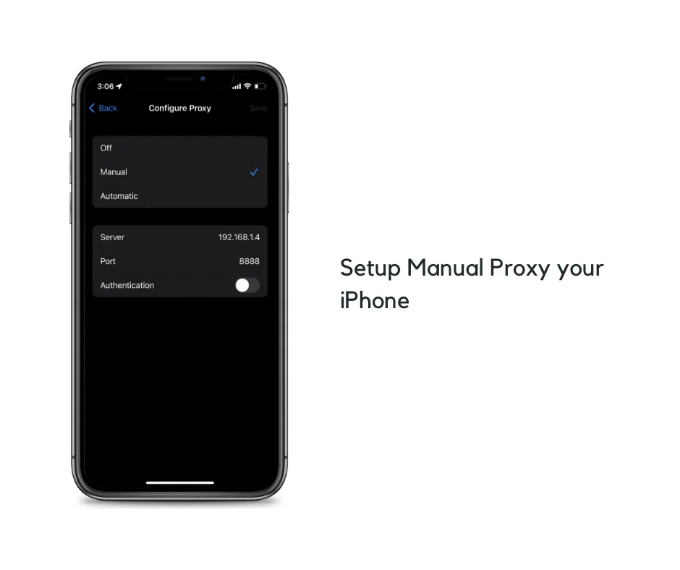 3:06
Back Configure Proxy Save
Off
Manual
Automatic
Server 192.168.1.4
Port 8888
Authentication
Setup Manual Proxy your
iPhone